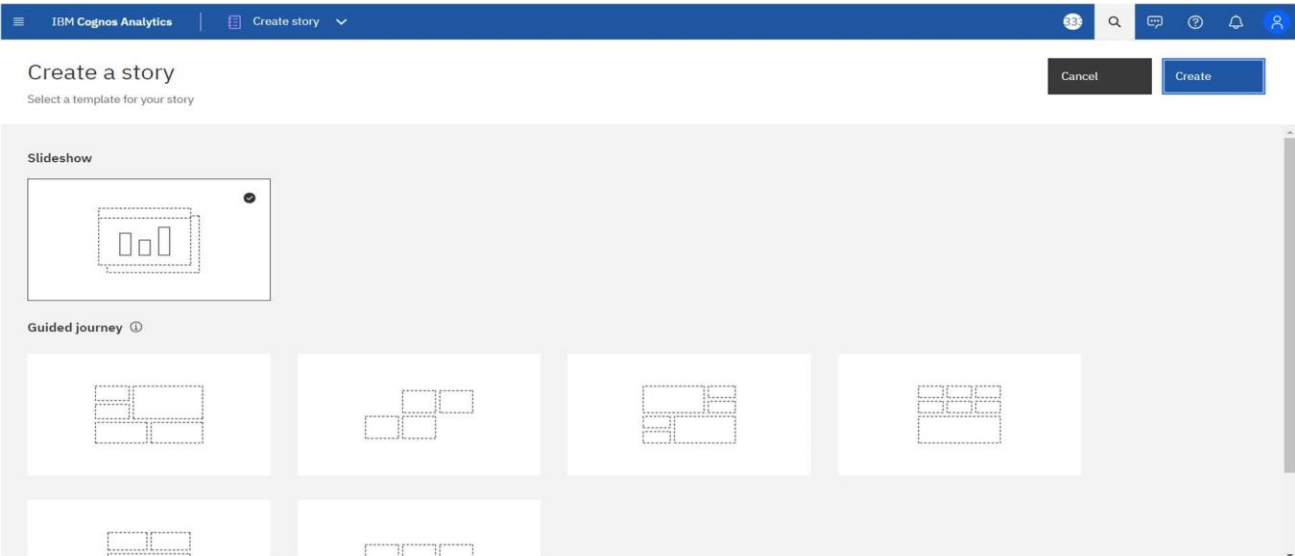 IBM Cognos Analytics
Create story
Create a story
Select a template for your story
Cancel
Create
Slideshow
Guided journey